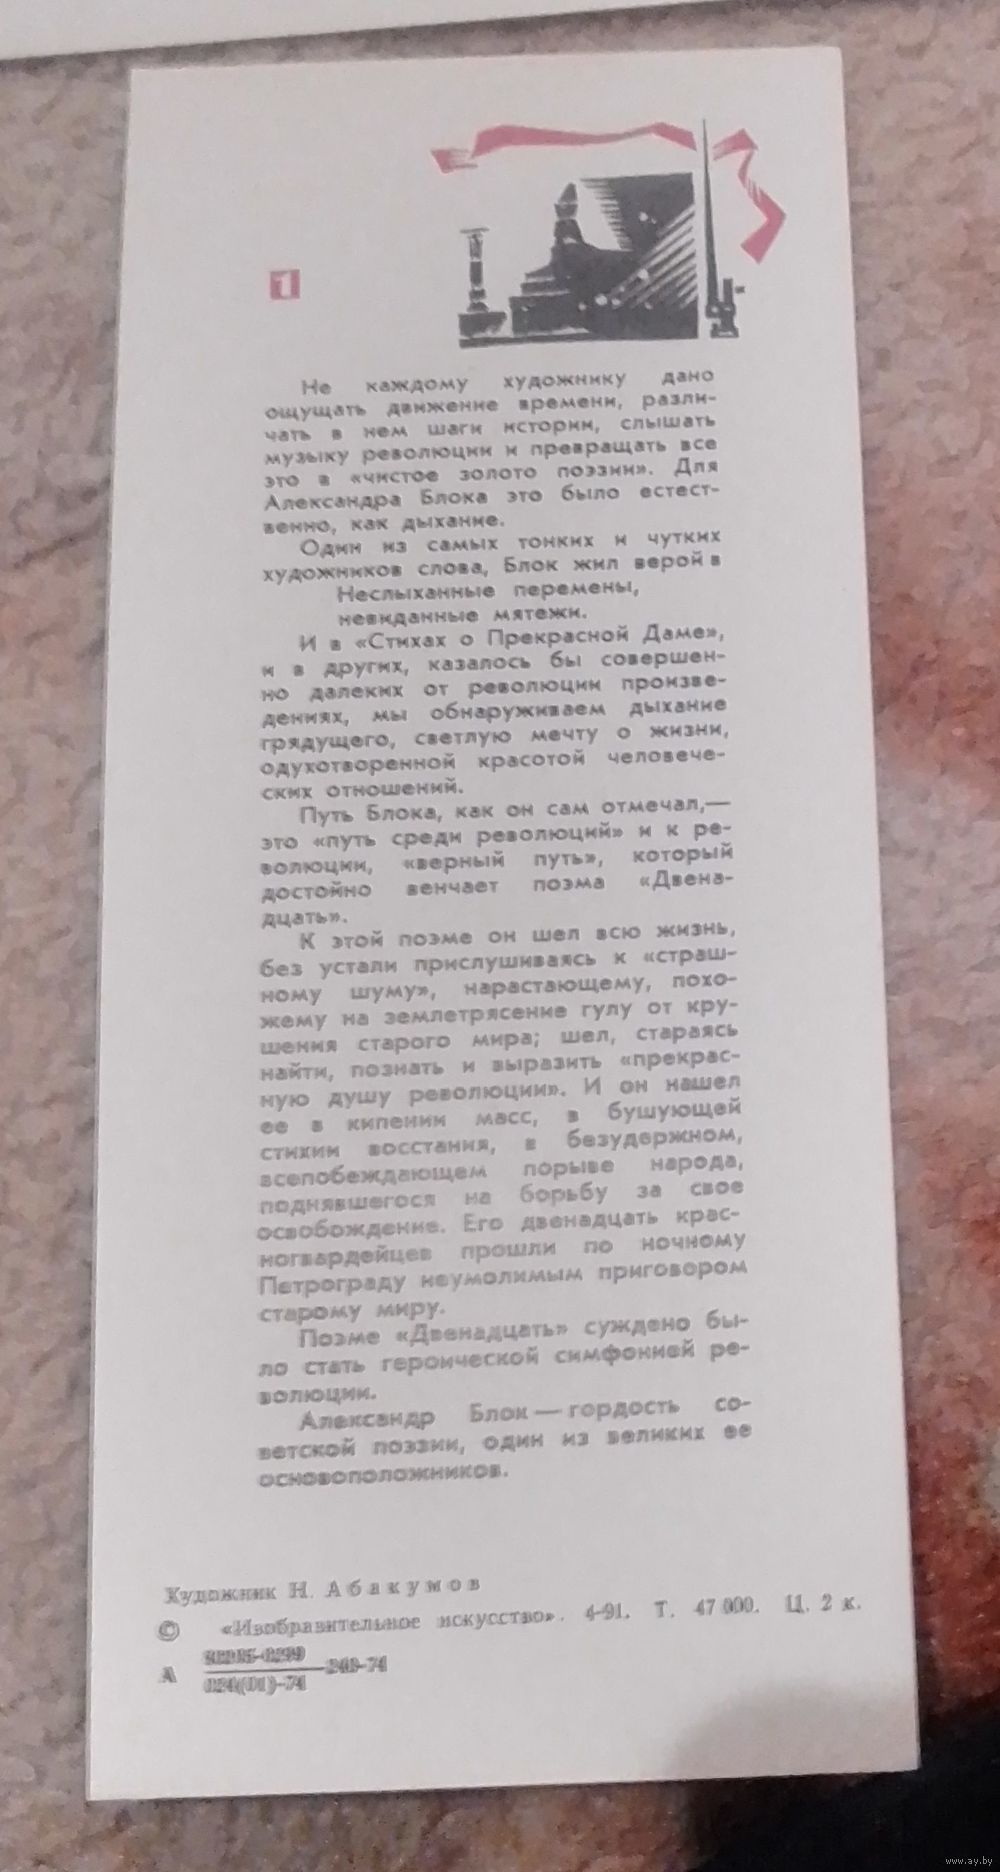 1
Не каждому художнику дано
ощущать движение времени, разли-
чать в нем шаги истории, слышать
музыку революции и превращать все
это в «чистое золото поэзии». Для
Александра Блока это было естест-
венно, как дыхание.
Один из самых тонких и чутких
художников слова, Блок жил верой в
Неслыханные перемены,
невиданные мятежи.
И в «Стихах о Прекрасной Даме»,
и в других, казалось бы совершен-
но далеких от революции произве-
дениях, мы обнаруживаем дыхание
грядущего, светлую мечту о жизни,
одухотворенной красотой человече-
ских отношений.
Путь Блока, как он сам отмечал,—
это «путь среди революций» и к ре-
волюции, «верный путь», который
достойно венчает поэма «Двена-
дцать».
К этой поэме он шел всю жизнь,
без устали прислушиваясь к «страш-
ному шуму», нарастающему, похо-
жему на землетрясение гулу от кру-
шения старого мира; шел, стараясь
найти, познать и выразить «прекрас-
ную душу революции». И он нашел
ее в кипении масс, в бушующей
стихии восстания, в безудержном,
всепобеждающем порыве народа,
поднявшегося на борьбу за свое
освобождение. Его двенадцать крас-
ногвардейцев прошли по ночному
Петрограду неумолимым приговором
старому миру.
Поэме «Двенадцать» суждено бы-
ло стать героической симфонией ре-
волюции.
Александр Блок — гордость со-
ветской поэзии, один из великих ее
основоположников.
Художник Н. Абакумов
© «Изобразительное искусство». 4-91. Т. 47 000. Ц. 2 к.
А
024(01)-74
www.ay.by